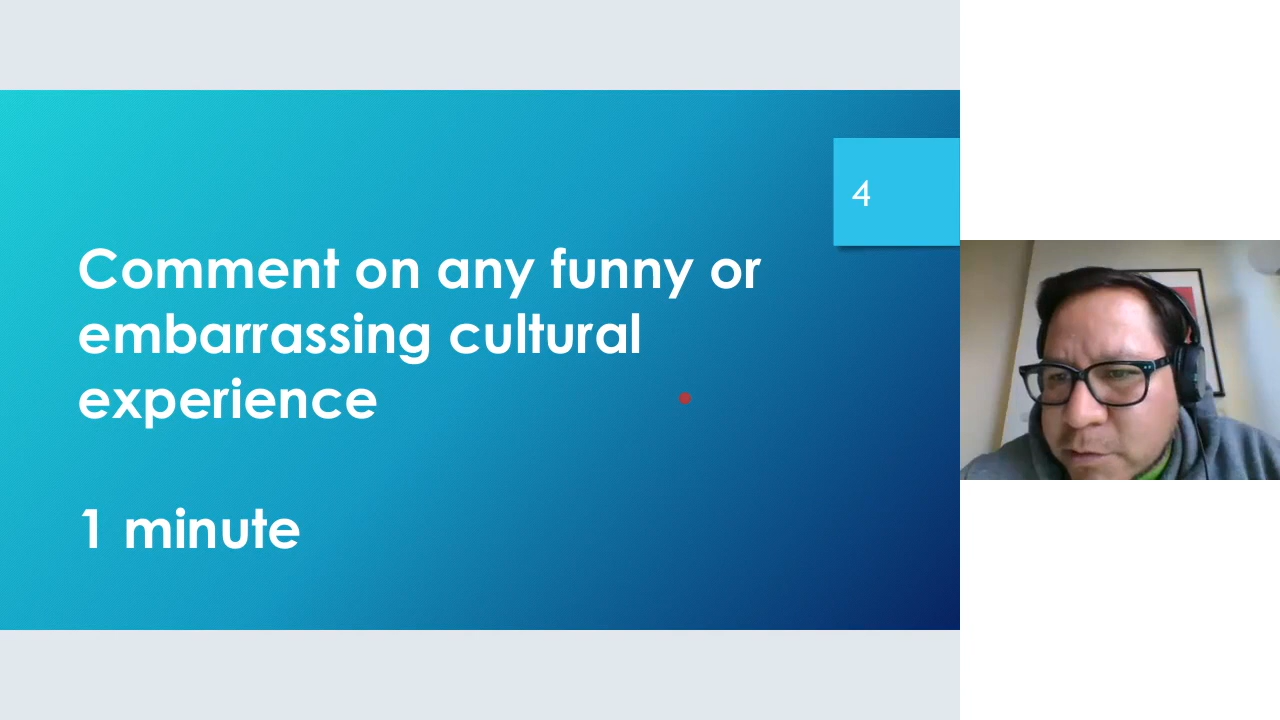 4
Comment on any funny or
embarrassing cultural
experience
1 minute